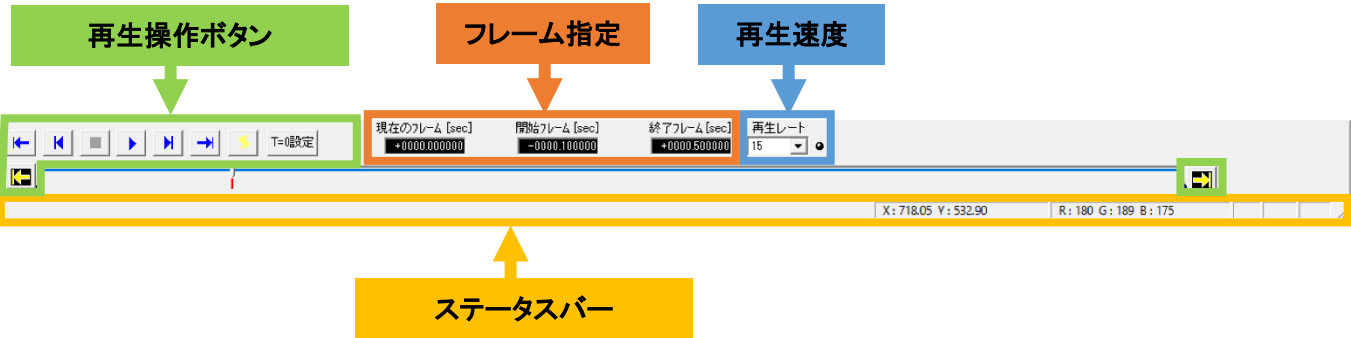 再生操作ボタン
フレーム指定
再生速度
現在のフレーム [sec]
開始フレーム [sec]
終了フレーム [sec]
再生レート
T=0設定
+0000.000000
-0000.100000
+0000.500000
15
X : 718.05 Y : 532.90
R : 180 G : 189 B : 175
ステータスバー